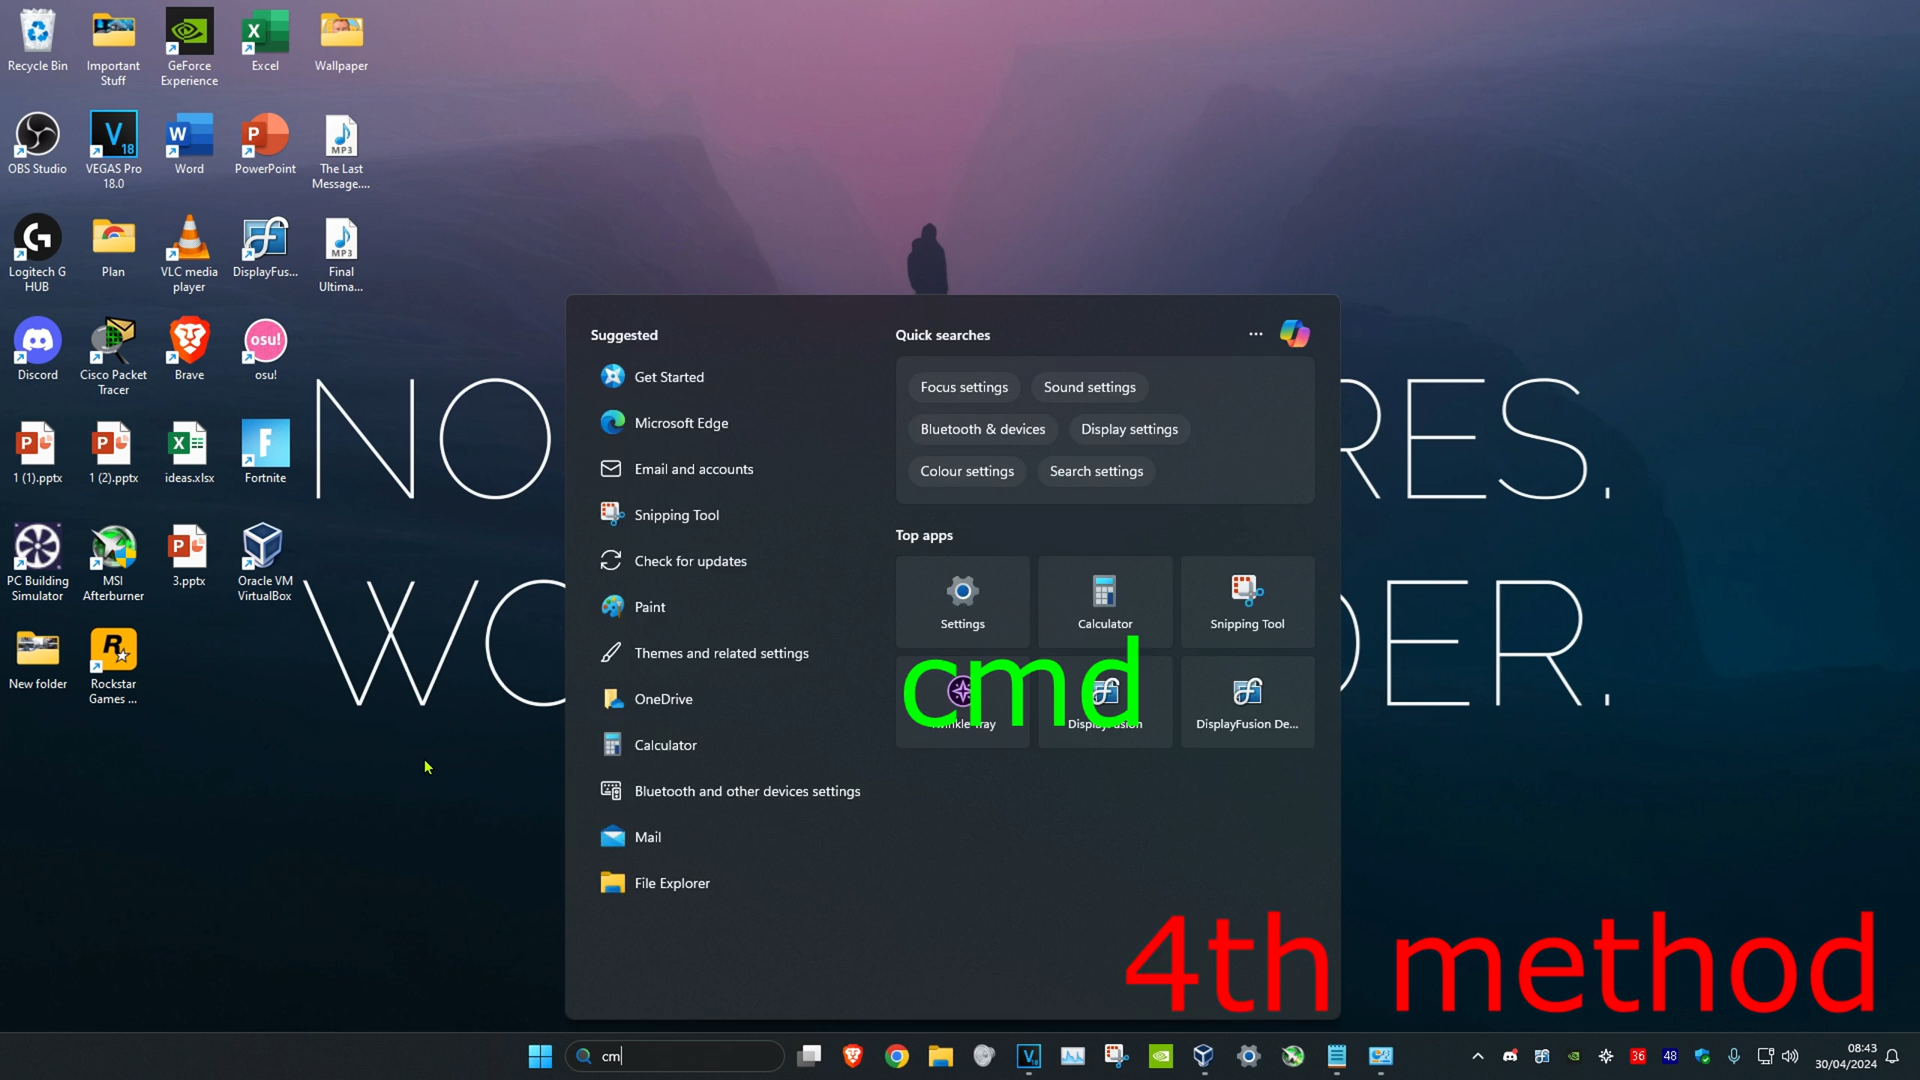 Recycle Bin
Important
Stuff
GeForce
Experience
Excel
Wallpaper
OBS Studio
VEGAS Pro
18.0
Word
PowerPoint
The Last
Message....
Logitech G
HUB
Plan
VLC media
player
DisplayFus...
Final
Ultima...
Discord
Cisco Packet
Tracer
Brave
osu!
1 (1).pptx
1 (2).pptx
ideas.xlsx
Fortnite
PC Building
Simulator
MSI
Afterburner
3.pptx
Oracle VM
VirtualBox
New folder
Rockstar
Games ...
Suggested
Get Started
Microsoft Edge
Email and accounts
Snipping Tool
Check for updates
Paint
Themes and related settings
OneDrive
Calculator
Bluetooth and other devices settings
Mail
File Explorer
Quick searches
Focus settings
Sound settings
Bluetooth & devices
Display settings
Colour settings
Search settings
Top apps
Settings
Calculator
Snipping Tool
DisplayFusion De...
cmd
4th method
cm
36
48
08:43
30/04/2024